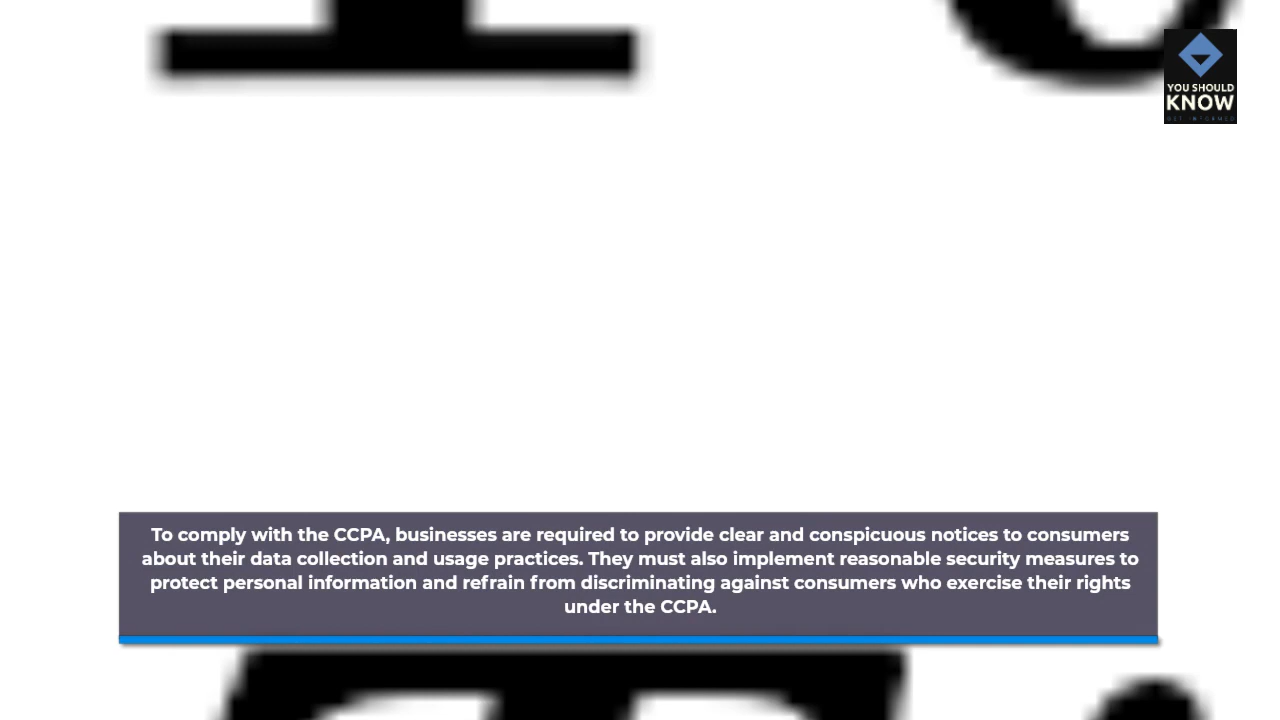 YOU SHOULD
KNOW
GET INFORMED
To comply with the CCPA, businesses are required to provide clear and conspicuous notices to consumers
about their data collection and usage practices. They must also implement reasonable security measures to
protect personal information and refrain from discriminating against consumers who exercise their rights
under the CCPA.